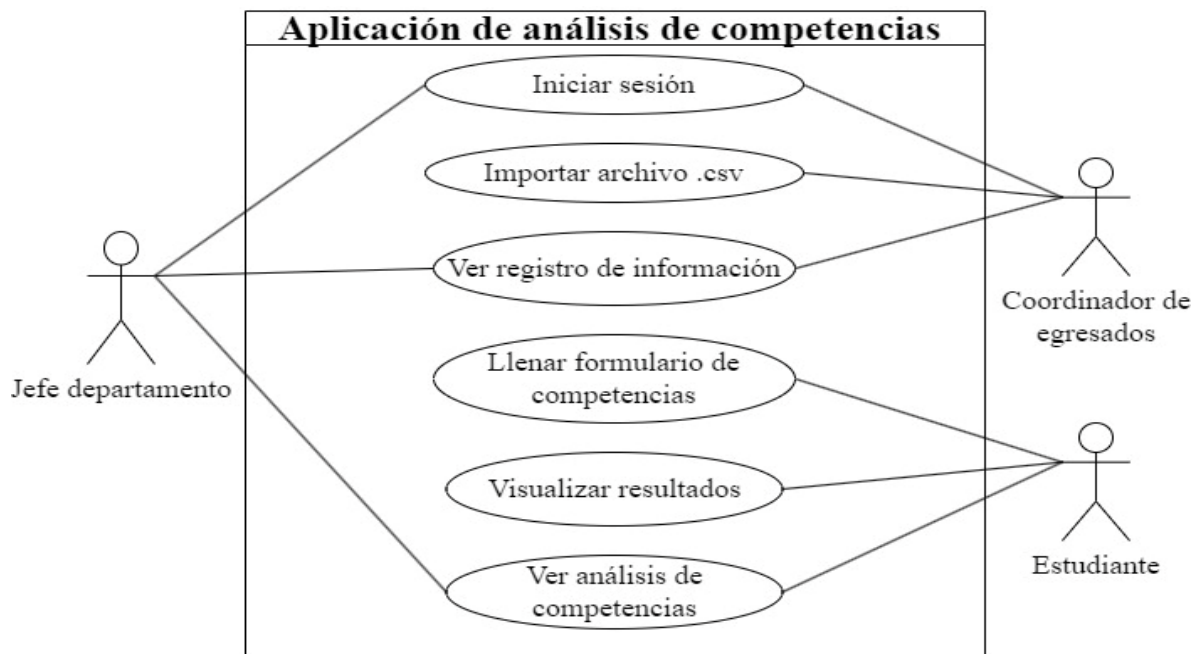 Aplicación de análisis de competencias
Iniciar sesión
Importar archivo .csv
Ver registro de información
Llenar formulario de
competencias
Visualizar resultados
Ver análisis de
competencias
Jefe departamento
Coordinador de
egresados
Estudiante